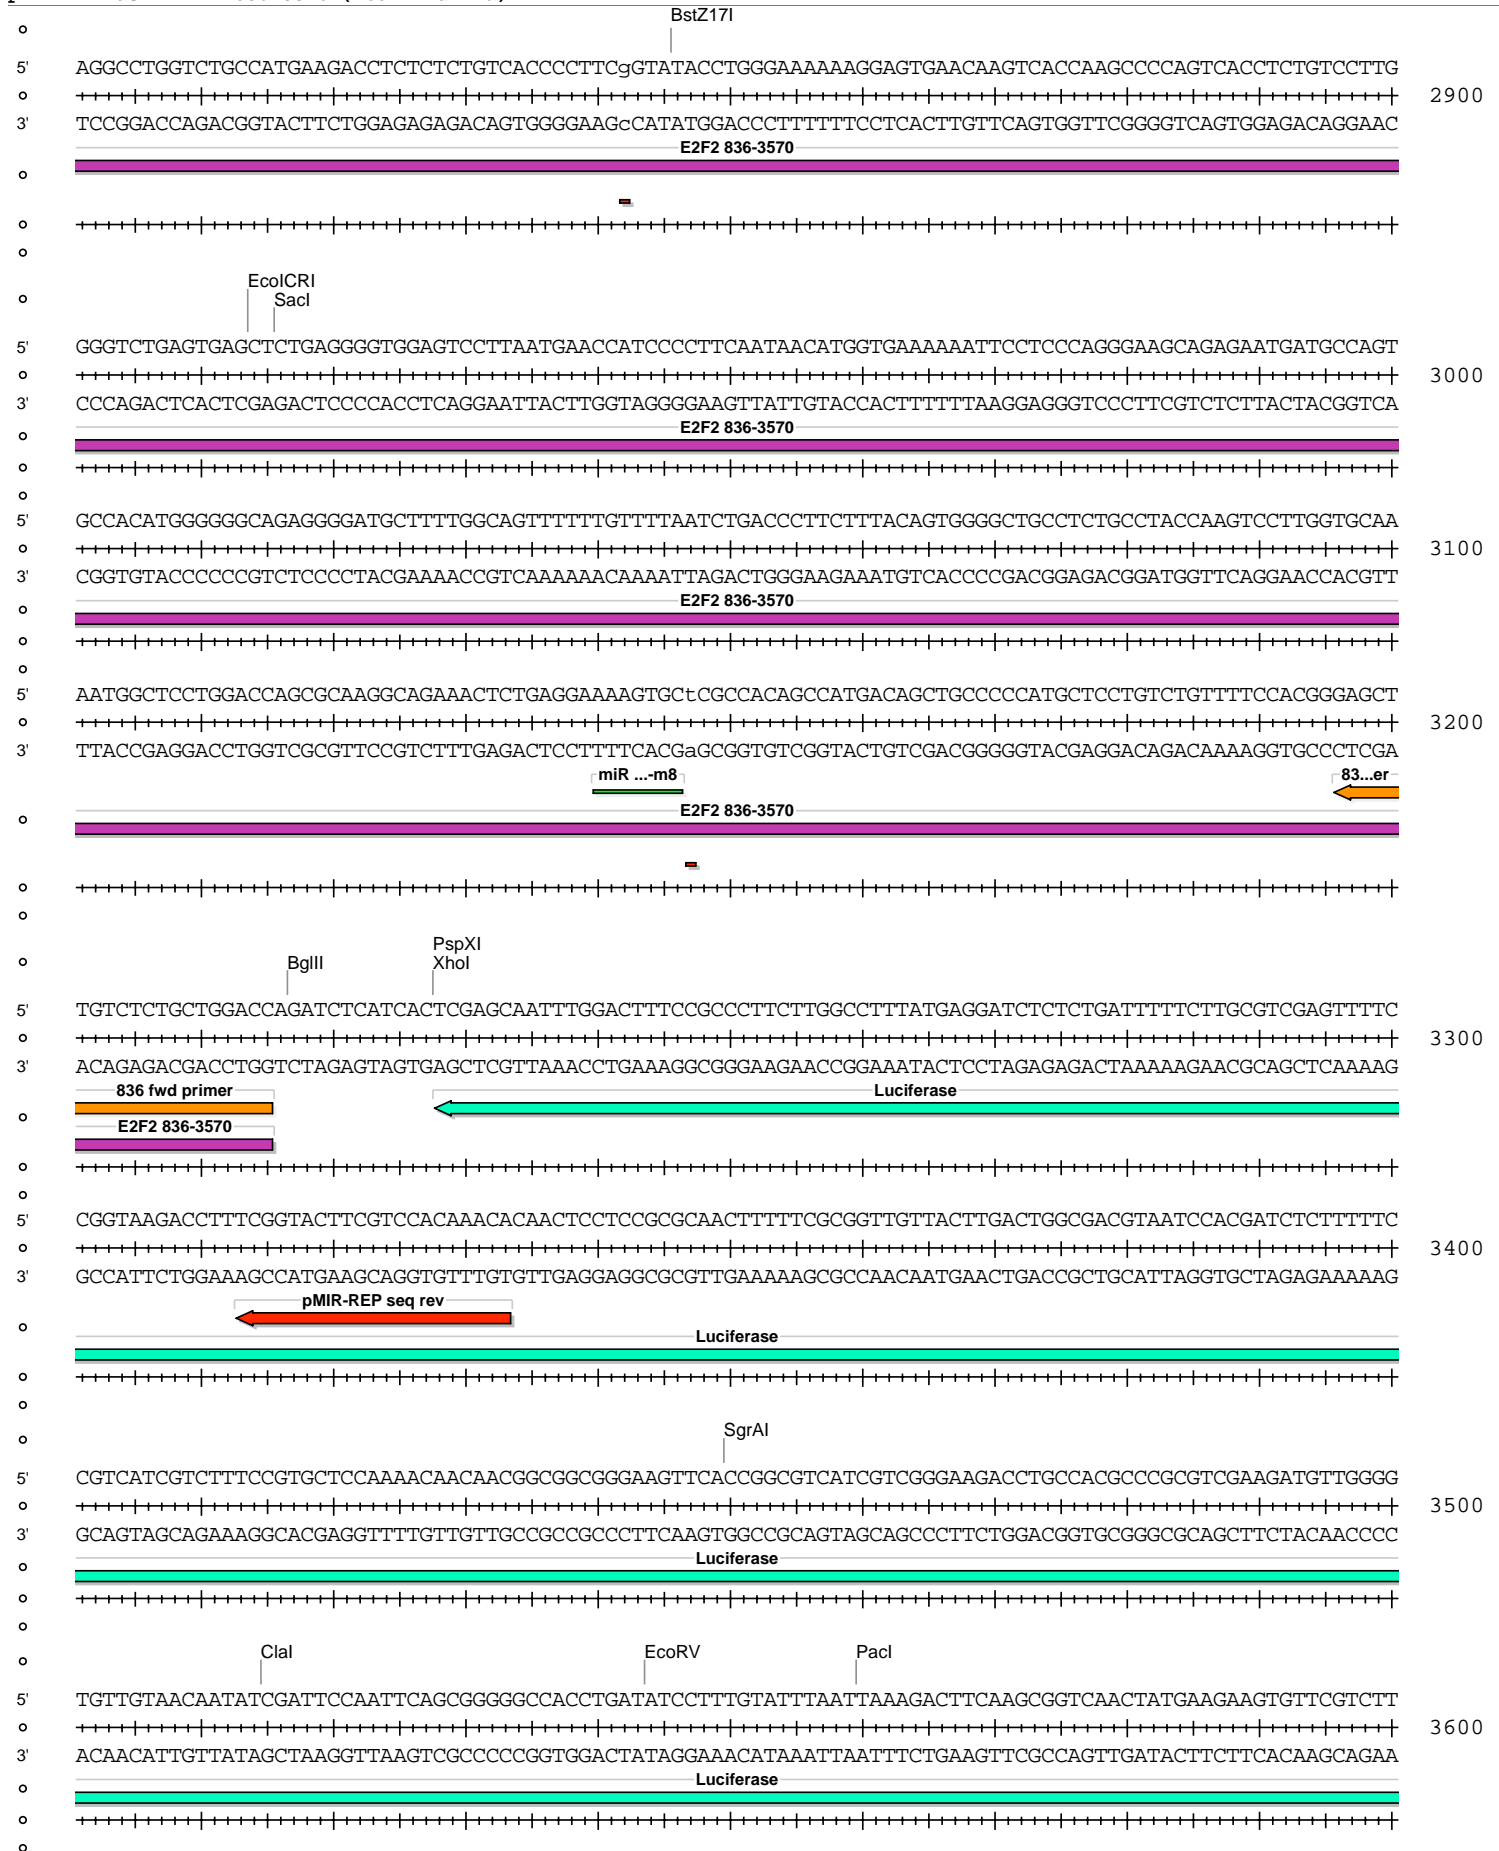 BstZ17I
5' AGGCCTGGTCTGCCATGAAGACCTCTCTCTGTCACCCCTTCgGTATACCTGGGAAAAAAGGAGTGAACAAGTCACCAAGCCCCAGTCACCTCTGTCCTTG
2900
3' TCCGGACCAGACGGTACTTCTGGAGAGAGACAGTGGGGAAGcCATATGGACCCTTTTTTCCTCACTTGTTCAGTGGTTCGGGGTCAGTGGAGACAGGAAC
E2F2 836-3570
EcoICRI
SacI
5' GGGTCTGAGTGAGCTCTGAGGGGTGGAGTCCTTAATGAACCATCCCCTTCAATAACATGGTGAAAAAATTCCTCCCAGGGAAGCAGAGAATGATGCCAGT
3000
3' CCCAGACTCACTCGAGACTCCCCACCTCAGGAATTACTTGGTAGGGGAAGTTATTGTACCACTTTTTTAAGGAGGGTCCCTTCGTCTCTTACTACGGTCA
E2F2 836-3570
5' GCCACATGGGGGGCAGAGGGGATGCTTTTGGCAGTTTTTTGTTTTAATCTGACCCTTCTTTACAGTGGGGCTGCCTCTGCCTACCAAGTCCTTGGTGCAA
3100
3' CGGTGTACCCCCCGTCTCCCCTACGAAAACCGTCAAAAAACAAAATTAGACTGGGAAGAAATGTCACCCCGACGGAGACGGATGGTTCAGGAACCACGTT
E2F2 836-3570
5' AATGGCTCCTGGACCAGCGCAAGGCAGAAACTCTGAGGAAAAGTGCtCGCCACAGCCATGACAGCTGCCCCCATGCTCCTGTCTGTTTTCCACGGGAGCT
3200
3' TTACCGAGGACCTGGTCGCGTTCCGTCTTTGAGACTCCTTTTCACGaGCGGTGTCGGTACTGTCGACGGGGGTACGAGGACAGACAAAAGGTGCCCTCGA
miR ...-m8 83...er
E2F2 836-3570
PspXI
BglII XhoI
5' TGTCTCTGCTGGACCAGATCTCATCACTCGAGCAATTTGGACTTTCCGCCCTTCTTGGCCTTTATGAGGATCTCTCTGATTTTTCTTGCGTCGAGTTTTC
3300
3' ACAGAGACGACCTGGTCTAGAGTAGTGAGCTCGTTAAACCTGAAAGGCGGGAAGAACCGGAAATACTCCTAGAGAGACTAAAAAGAACGCAGCTCAAAAG
836 fwd primer Luciferase
E2F2 836-3570
5' CGGTAAGACCTTTCGGTACTTCGTCCACAAACACAACTCCTCCGCGCAACTTTTTCGCGGTTGTTACTTGACTGGCGACGTAATCCACGATCTCTTTTTC
3400
3' GCCATTCTGGAAAGCCATGAAGCAGGTGTTTGTGTTGAGGAGGCGCGTTGAAAAAGCGCCAACAATGAACTGACCGCTGCATTAGGTGCTAGAGAAAAAG
pMIR-REP seq rev
Luciferase
SgrAI
5' CGTCATCGTCTTTCCGTGCTCCAAAACAACAACGGCGGCGGGAAGTTCACCGGCGTCATCGTCGGGAAGACCTGCCACGCCCGCGTCGAAGATGTTGGGG
3500
3' GCAGTAGCAGAAAGGCACGAGGTTTTGTTGTTGCCGCCGCCCTTCAAGTGGCCGCAGTAGCAGCCCTTCTGGACGGTGCGGGCGCAGCTTCTACAACCCC
Luciferase
ClaI EcoRV PacI
5' TGTTGTAACAATATCGATTCCAATTCAGCGGGGGCCACCTGATATCCTTTGTATTTAATTAAAGACTTCAAGCGGTCAACTATGAAGAAGTGTTCGTCTT
3600
3' ACAACATTGTTATAGCTAAGGTTAAGTCGCCCCCGGTGGACTATAGGAAACATAAATTAATTTCTGAAGTTCGCCAGTTGATACTTCTTCACAAGCAGAA
Luciferase